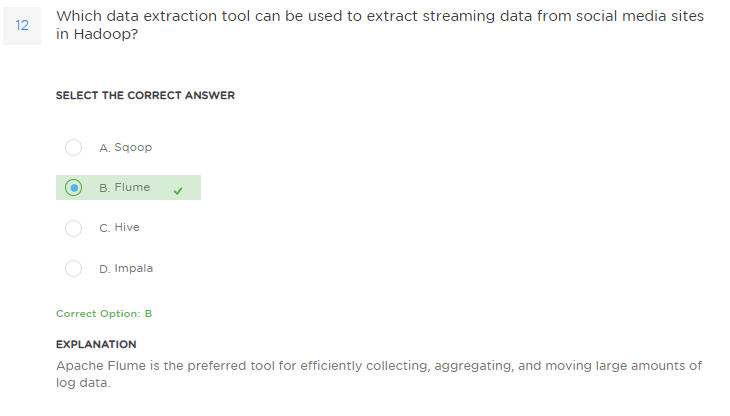 12
Which data extraction tool can be used to extract streaming data from social media sites
in Hadoop?
SELECT THE CORRECT ANSWER
A. Sqoop
B. Flume
C. Hive
D. Impala
Correct Option: B
EXPLANATION
Apache Flume is the preferred tool for efficiently collecting, aggregating, and moving large amounts of
log data.